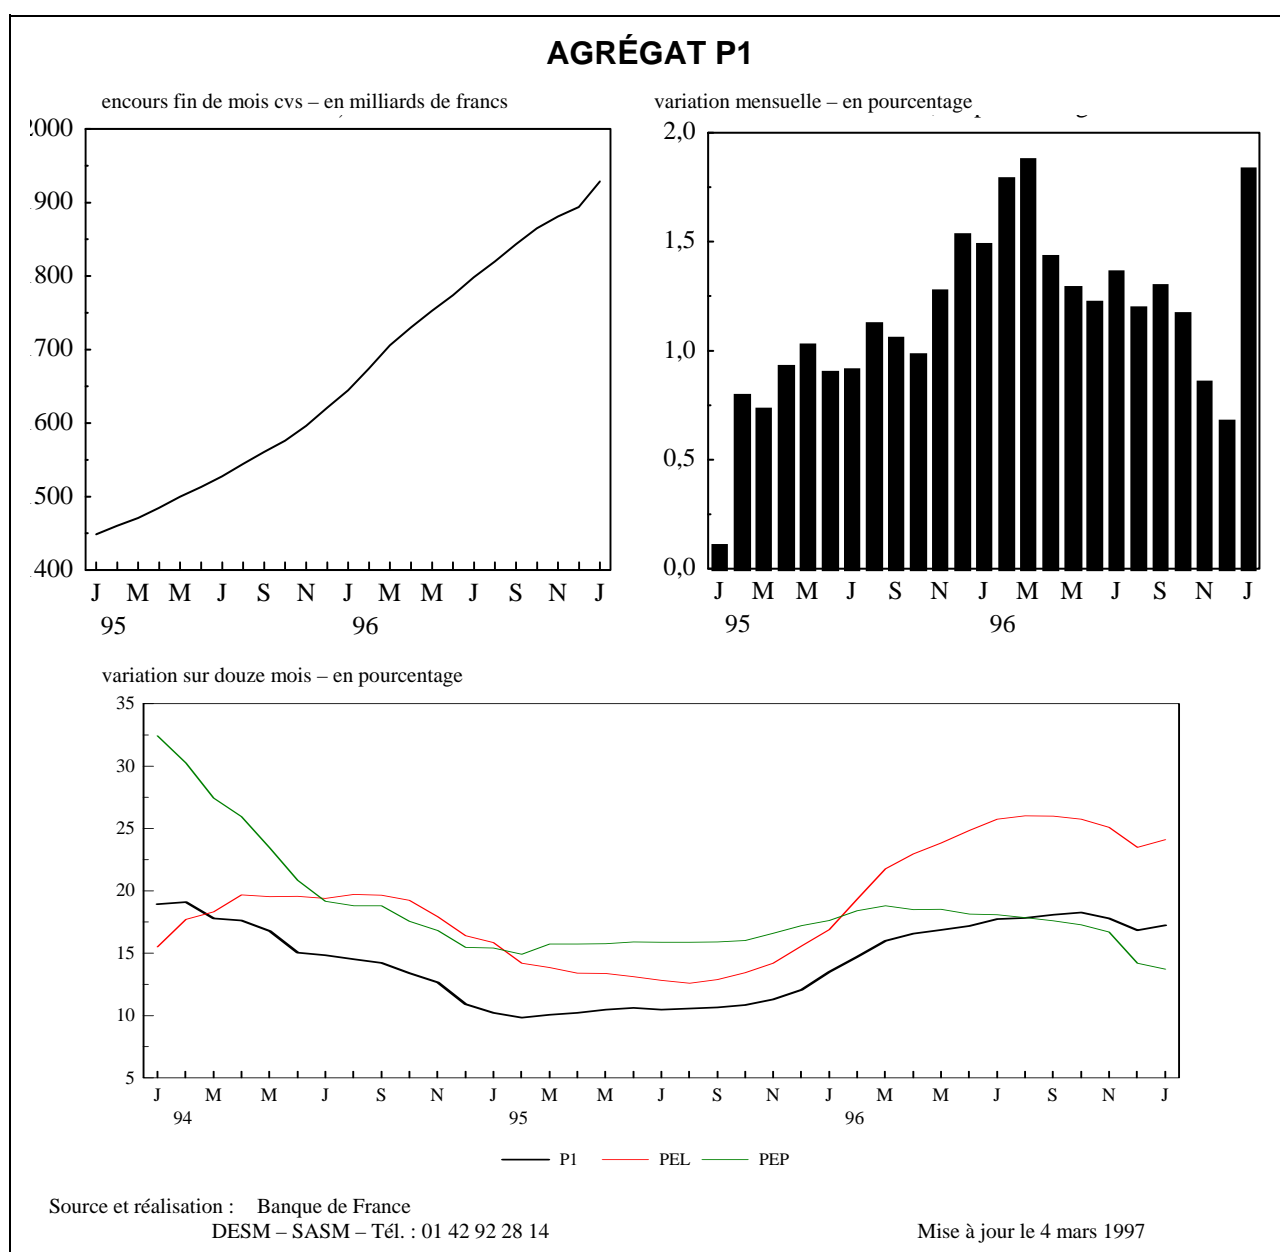 AGRÉGAT P1
encours fin de mois cvs – en milliards de francs
2000
900
800
700
600
500
400
J M M J S N J M M J S N J
95 96
variation mensuelle – en pourcentage
2,0
1,5
1,0
0,5
0,0
J M M J S N J M M J S N J
95 96
variation sur douze mois – en pourcentage
35
30
25
20
15
10
5
J M M J S N J M M J S N J M M J S N J
94 95 96
P1 PEL PEP
Source et réalisation : Banque de France
DESM – SASM – Tél. : 01 42 92 28 14
Mise à jour le 4 mars 1997